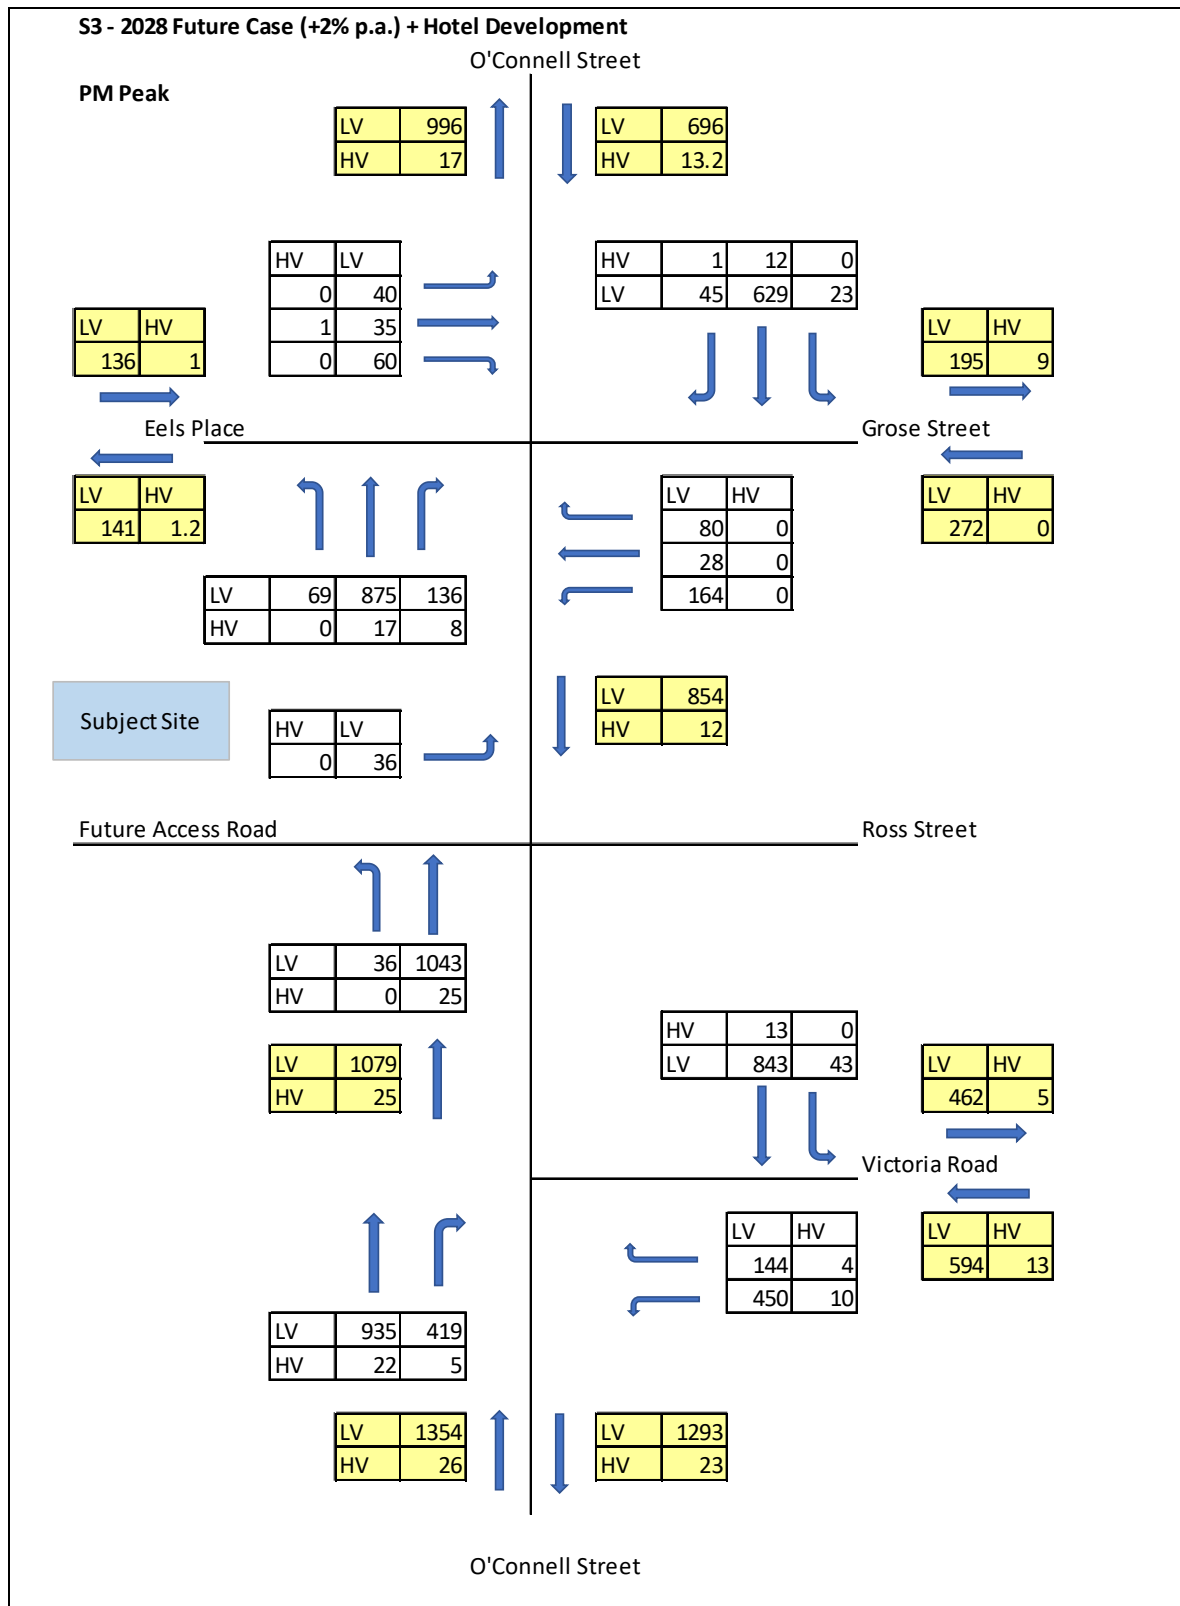 S3 - 2028 Future Case (+2% p.a.) + Hotel Development
O'Connell Street
PM Peak
LV 996 LV 696
HV 17 HV 13.2
HV LV HV 1 12 0
0 40 LV 45 629 23
1 35
0 60
LV HV LV HV
136 1 195 9
Eels Place Grose Street
LV HV LV HV LV HV
141 1.2 80 0 272 0
28 0
164 0
LV 69 875 136
HV 0 17 8
LV 854
HV 12
Subject Site
HV LV
0 36
Future Access Road Ross Street
LV 36 1043
HV 0 25
HV 13 0
LV 843 43
LV 1079 LV HV
HV 25 462 5
Victoria Road
LV HV LV HV
144 4 594 13
450 10
LV 935 419
HV 22 5
LV 1354 LV 1293
HV 26 HV 23
O'Connell Street